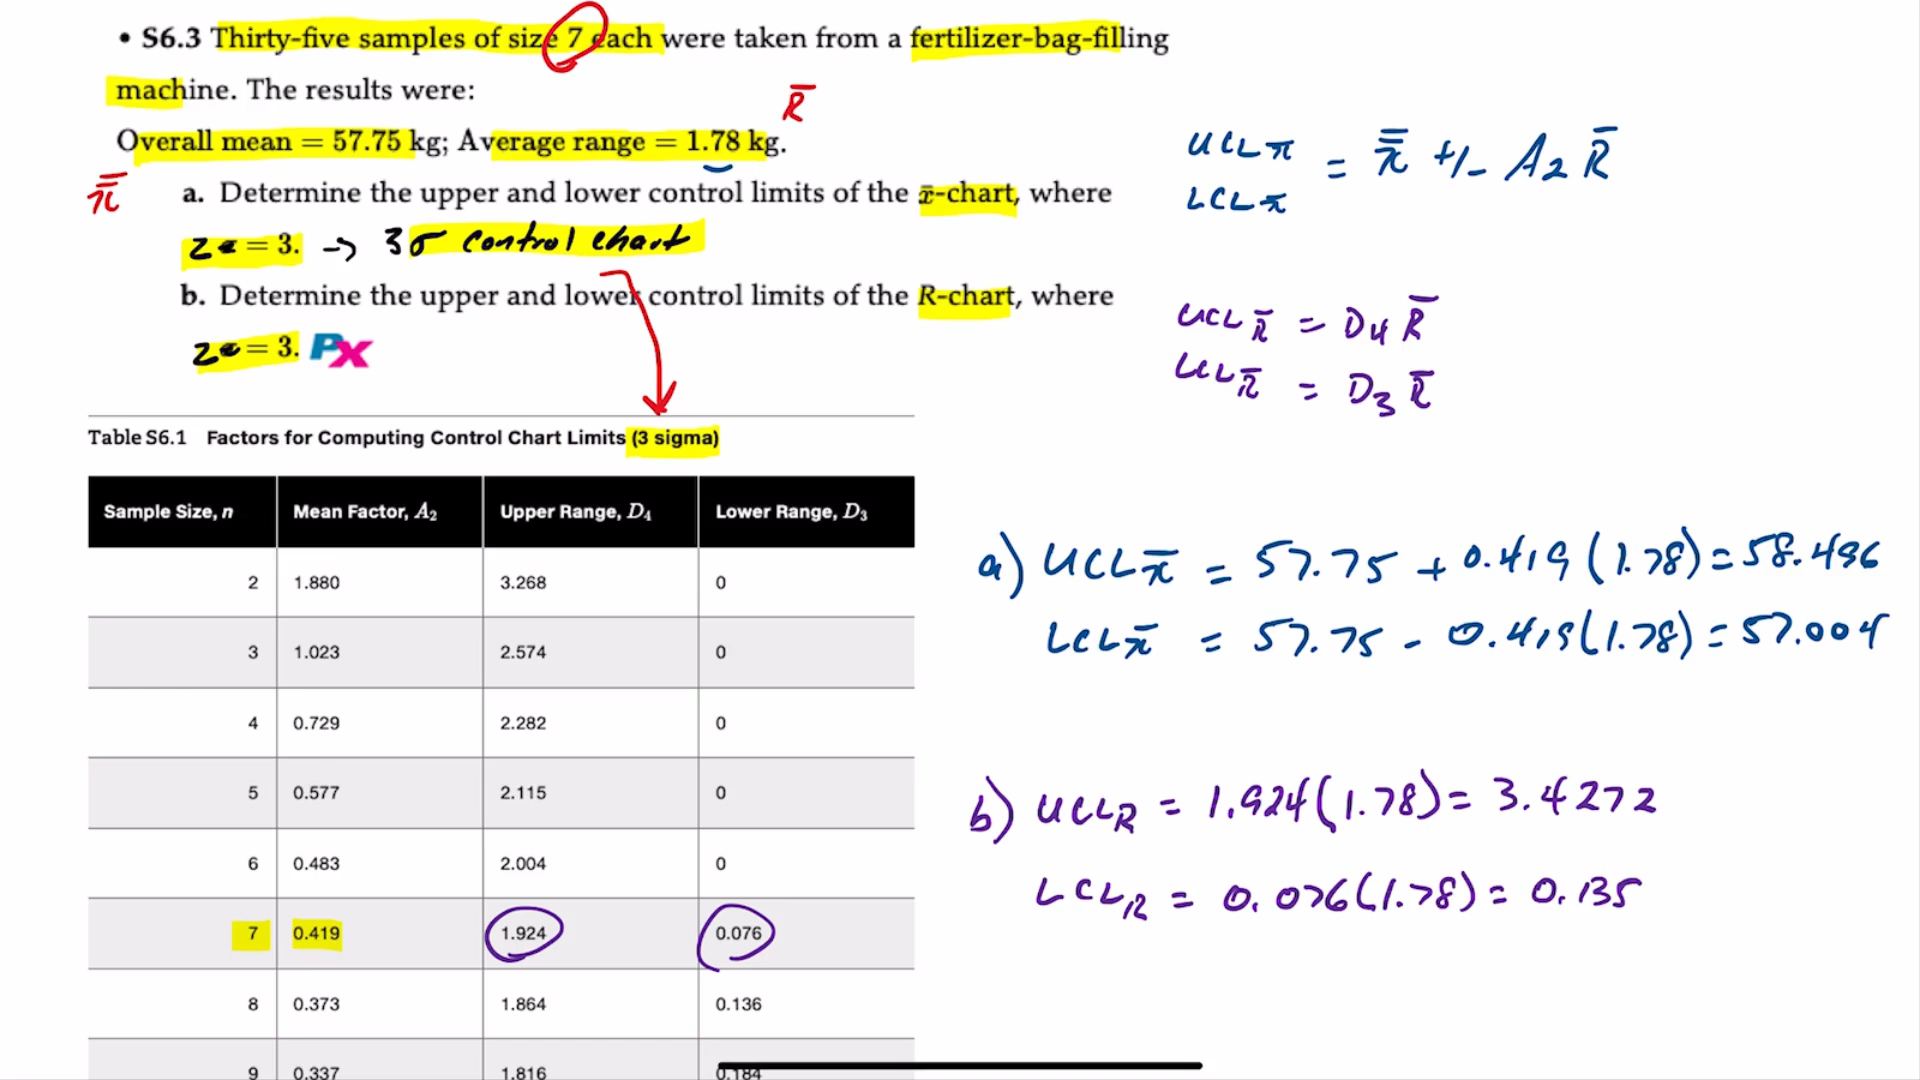 • S6.3 Thirty-five samples of size 7 each were taken from a fertilizer-bag-filling
machine. The results were:
R̄
Overall mean = 57.75 kg; Average range = 1.78 kg.
x̿
a. Determine the upper and lower control limits of the x̄-chart, where
z = 3. → 3σ control chart
b. Determine the upper and lower control limits of the R-chart, where
z = 3. PX
UCL x̄
LCL x̄
= x̿ +/- A2 R̄
UCL R̄ = D4 R̄
LCL R̄ = D3 R̄
Table S6.1 Factors for Computing Control Chart Limits (3 sigma)
Sample Size, n Mean Factor, A2 Upper Range, D4 Lower Range, D3
2 1.880 3.268 0
3 1.023 2.574 0
4 0.729 2.282 0
5 0.577 2.115 0
6 0.483 2.004 0
7 0.419 1.924 0.076
8 0.373 1.864 0.136
9 0.337 1.816 0.184
a) UCL x̄ = 57.75 + 0.419 (1.78) = 58.496
LCL x̄ = 57.75 - 0.419 (1.78) = 57.004
b) UCLR = 1.924 (1.78) = 3.4272
LCLR = 0.076 (1.78) = 0.135